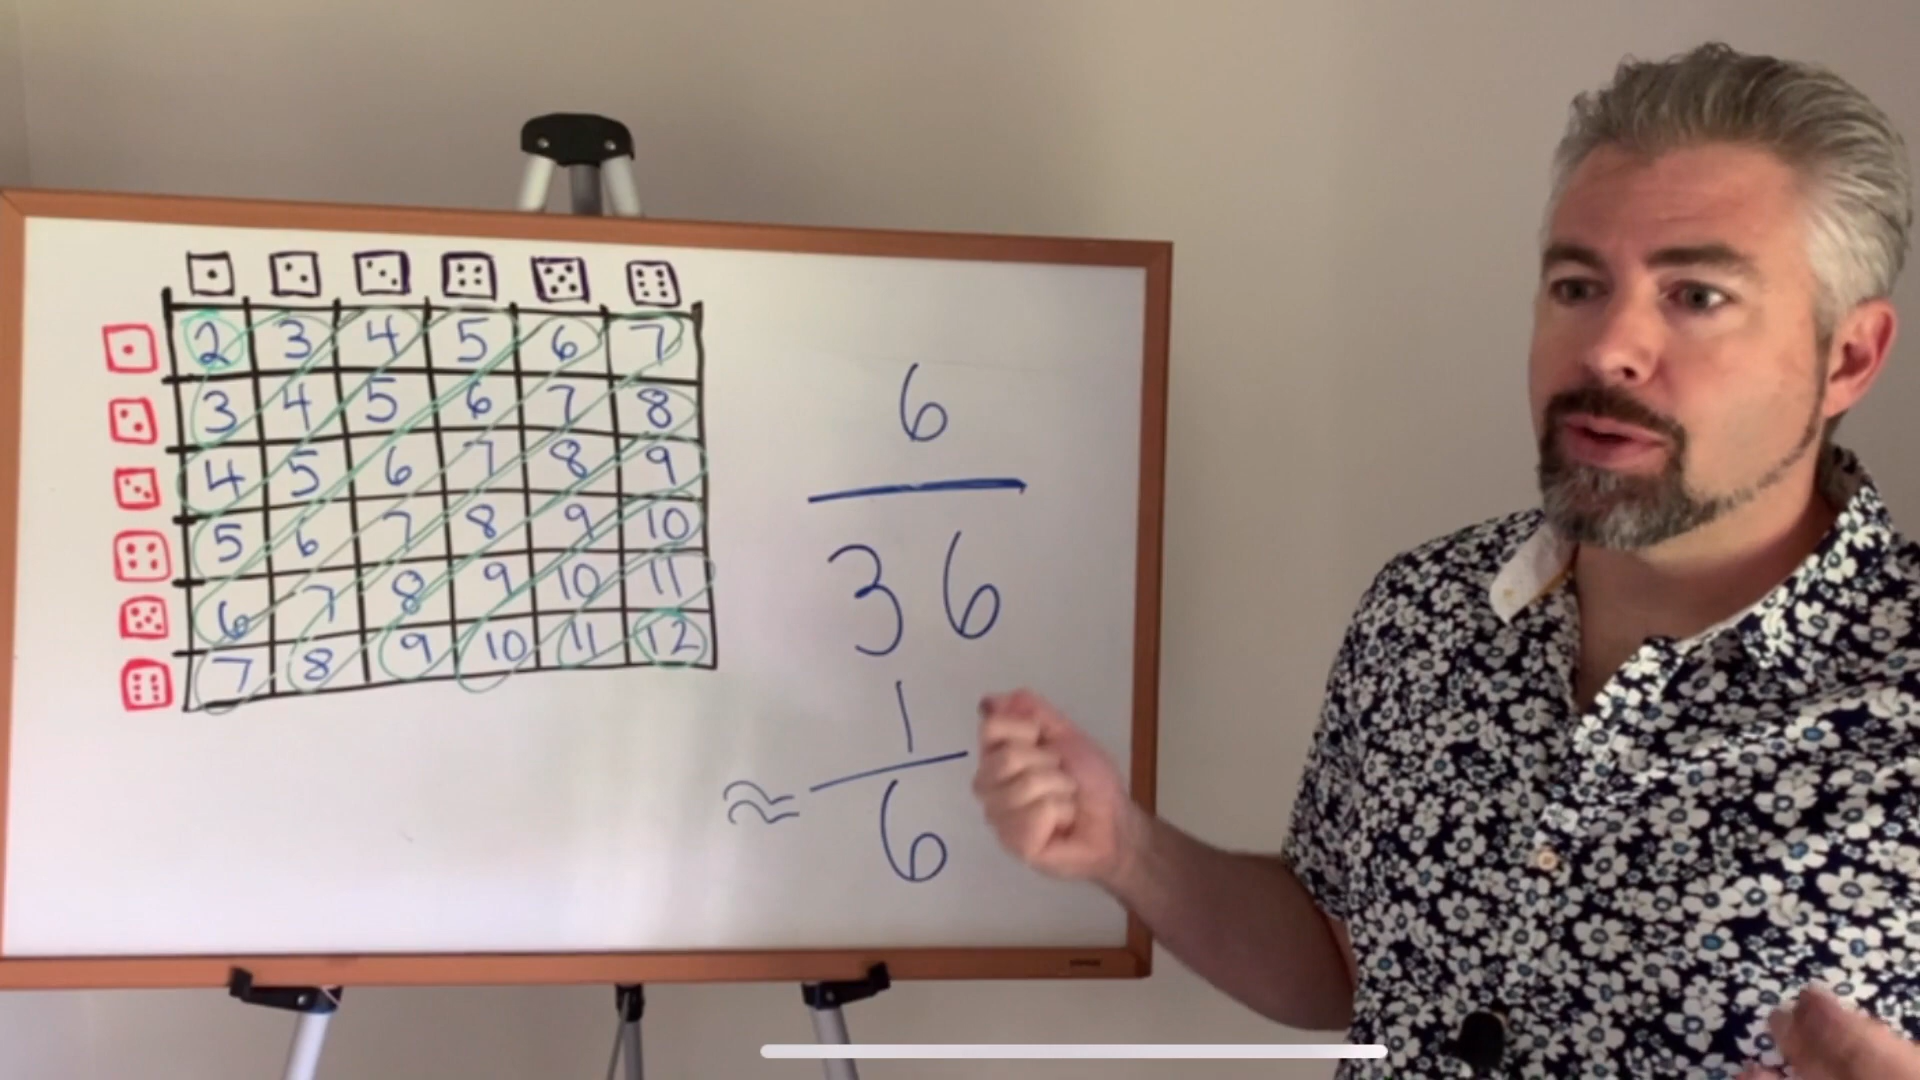 2 3 4 5 6 7
3 4 5 6 7 8
4 5 6 7 8 9
5 6 7 8 9 10
6 7 8 9 10 11
7 8 9 10 11 12
6
36
≈ 1
6